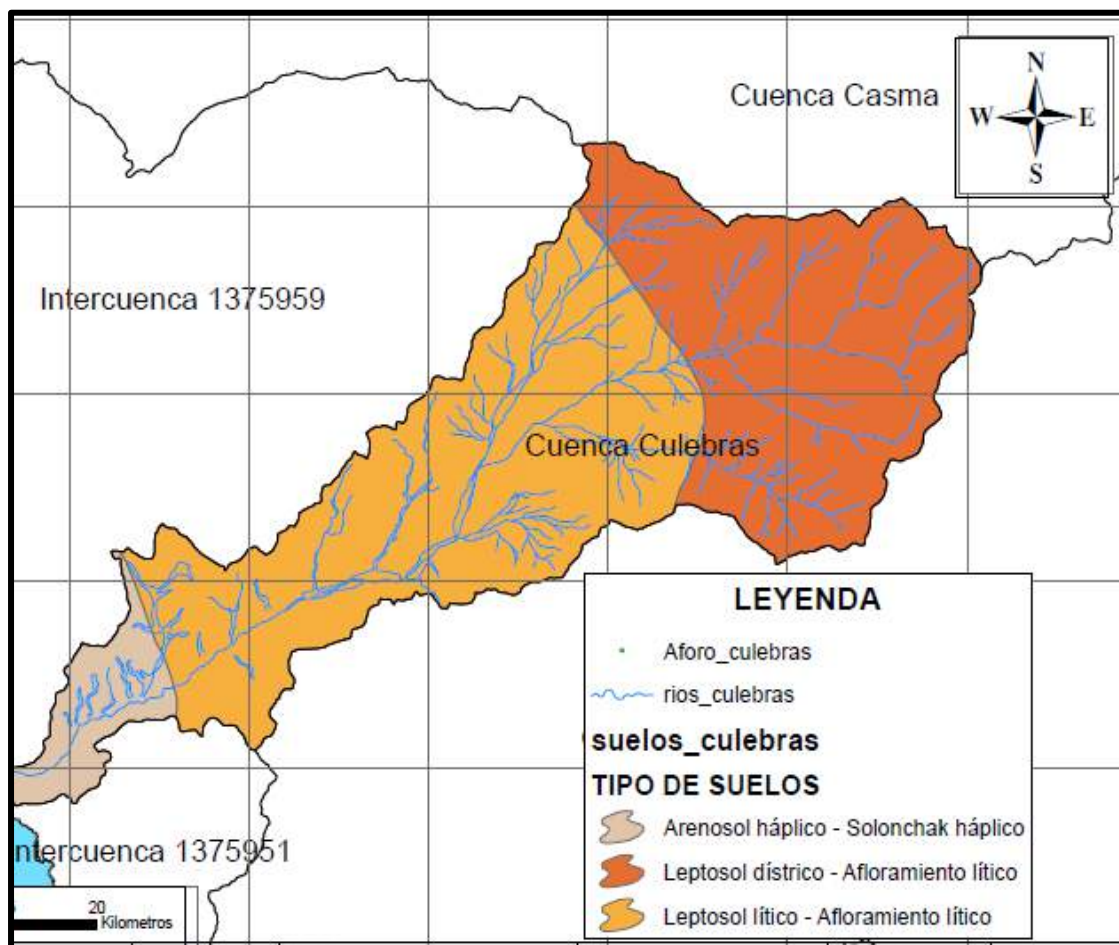 Cuenca Casma
N
W E
S
Intercuenca 1375959
Cuenca Culebras
LEYENDA
Aforo_culebras
rios_culebras
suelos_culebras
TIPO DE SUELOS
Arenosol háplico - Solonchak háplico
Leptosol dístrico - Afloramiento lítico
Leptosol lítico - Afloramiento lítico
ntercuenca 1375951
20
Kilometros